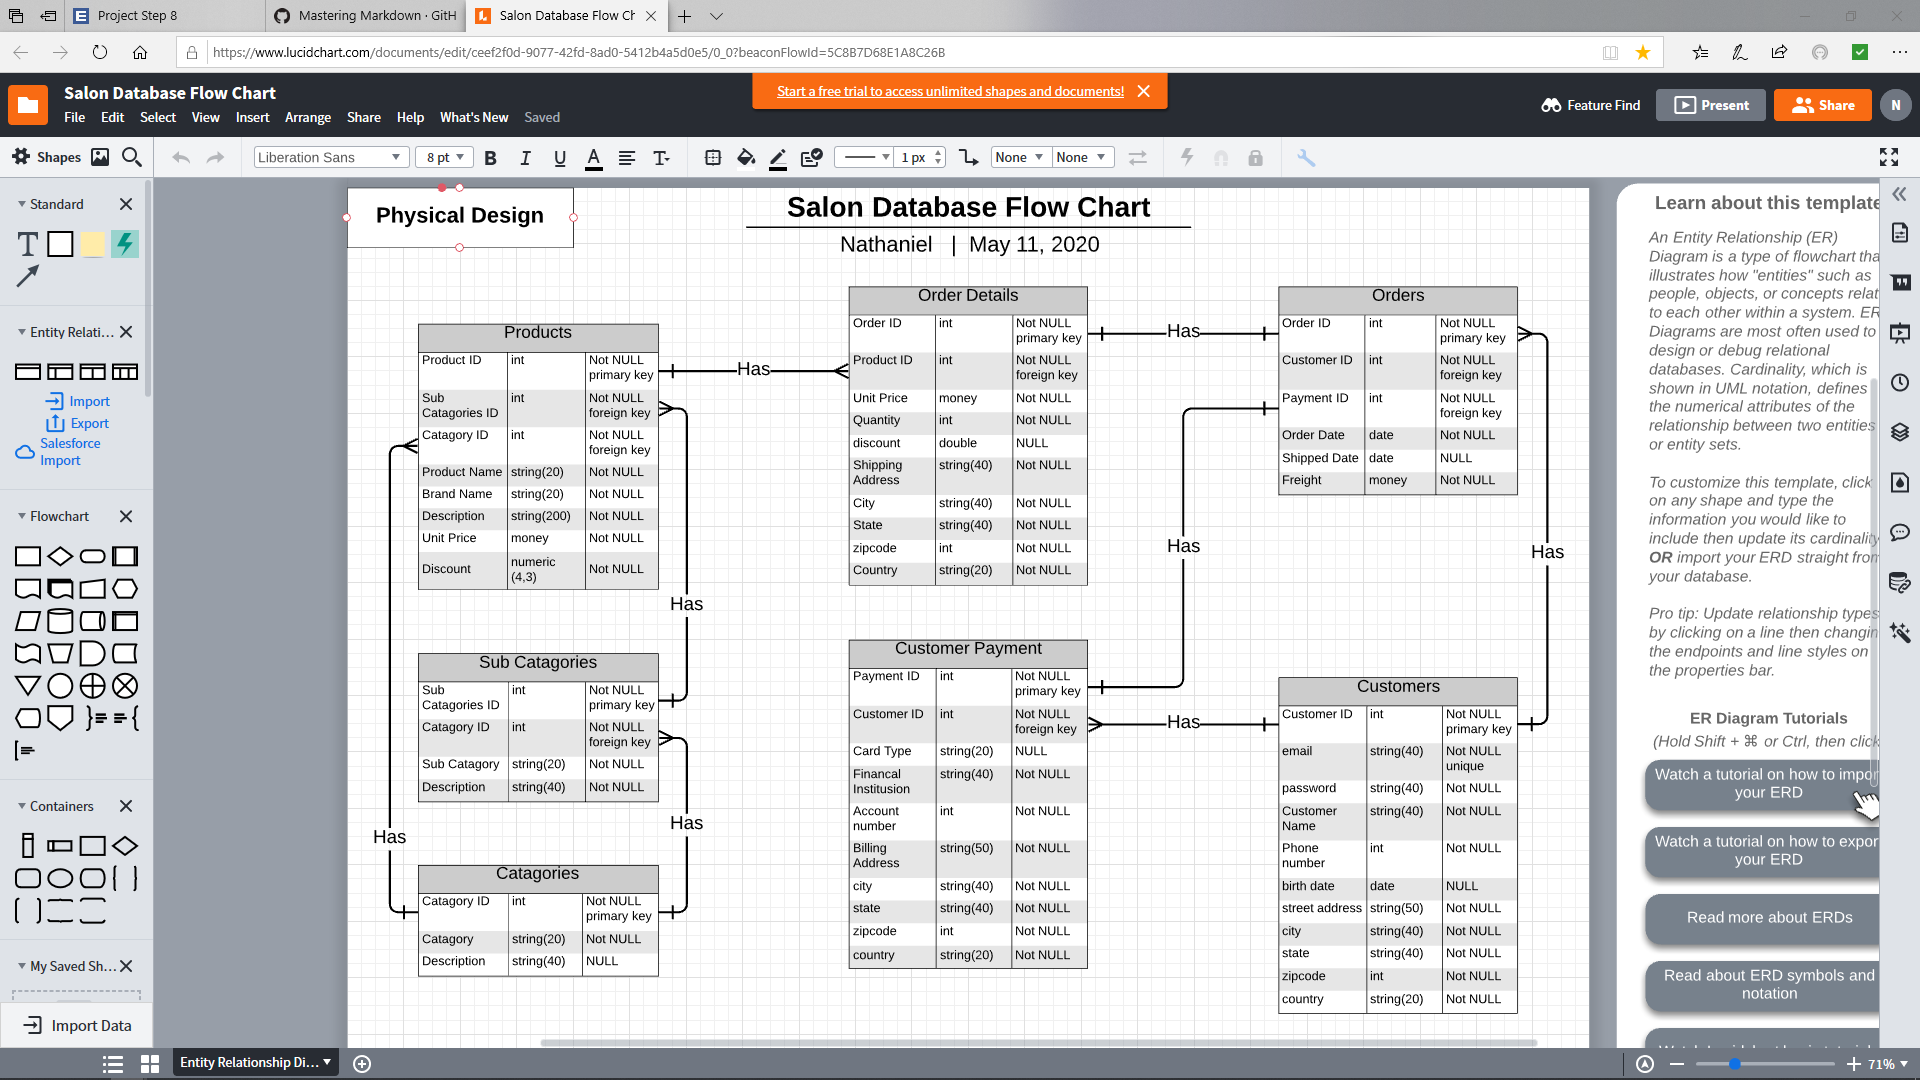 Project Step 8
Mastering Markdown · GitH
Salon Database Flow Ch
https://www.lucidchart.com/documents/edit/ceef2f0d-9077-42fd-8ad0-5412b4a5d0e5/0_0?beaconFlowId=5C8B7D68E1A8C26B
Salon Database Flow Chart
Start a free trial to access unlimited shapes and documents!
Feature Find
Present
Share
N
File Edit Select View Insert Arrange Share Help What's New Saved
Shapes
Liberation Sans
8 pt
B I U A T
1 px
None
None
Standard
T
Entity Relati...
Import
Export
Salesforce
Import
Flowchart
Containers
My Saved Sh...
Import Data
Physical Design
Salon Database Flow Chart
Nathaniel | May 11, 2020
Products
Product ID int Not NULL
primary key
Sub
Catagories ID int Not NULL
foreign key
Catagory ID int Not NULL
foreign key
Product Name string(20) Not NULL
Brand Name string(20) Not NULL
Description string(200) Not NULL
Unit Price money Not NULL
Discount numeric
(4,3) Not NULL
Sub Catagories
Sub
Catagories ID int Not NULL
primary key
Catagory ID int Not NULL
foreign key
Sub Catagory string(20) Not NULL
Description string(40) Not NULL
Catagories
Catagory ID int Not NULL
primary key
Catagory string(20) Not NULL
Description string(40) NULL
Has
Has
Has
Has
Order Details
Order ID int Not NULL
primary key
Product ID int Not NULL
foreign key
Unit Price money Not NULL
Quantity int Not NULL
discount double NULL
Shipping
Address string(40) Not NULL
City string(40) Not NULL
State string(40) Not NULL
zipcode int Not NULL
Country string(20) Not NULL
Customer Payment
Payment ID int Not NULL
primary key
Customer ID int Not NULL
foreign key
Card Type string(20) NULL
Financal
Institusion string(40) Not NULL
Account
number int Not NULL
Billing
Address string(50) Not NULL
city string(40) Not NULL
state string(40) Not NULL
zipcode int Not NULL
country string(20) Not NULL
Has
Has
Has
Has
Orders
Order ID int Not NULL
primary key
Customer ID int Not NULL
foreign key
Payment ID int Not NULL
foreign key
Order Date date Not NULL
Shipped Date date NULL
Freight money Not NULL
Customers
Customer ID int Not NULL
primary key
email string(40) Not NULL
unique
password string(40) Not NULL
Customer
Name string(40) Not NULL
Phone
number int Not NULL
birth date date NULL
street address string(50) Not NULL
city string(40) Not NULL
state string(40) Not NULL
zipcode int Not NULL
country string(20) Not NULL
Learn about this template
An Entity Relationship (ER)
Diagram is a type of flowchart tha
illustrates how "entities" such as
people, objects, or concepts relat
to each other within a system. ER
Diagrams are most often used to
design or debug relational
databases. Cardinality, which is
shown in UML notation, defines
the numerical attributes of the
relationship between two entities
or entity sets.
To customize this template, click
on any shape and type the
information you would like to
include then update its cardinality
OR import your ERD straight from
your database.
Pro tip: Update relationship types
by clicking on a line then changin
the endpoints and line styles on
the properties bar.
ER Diagram Tutorials
(Hold Shift + ⌘ or Ctrl, then click
Watch a tutorial on how to impor
your ERD
Watch a tutorial on how to expor
your ERD
Read more about ERDs
Read about ERD symbols and
notation
Entity Relationship Di...
71%